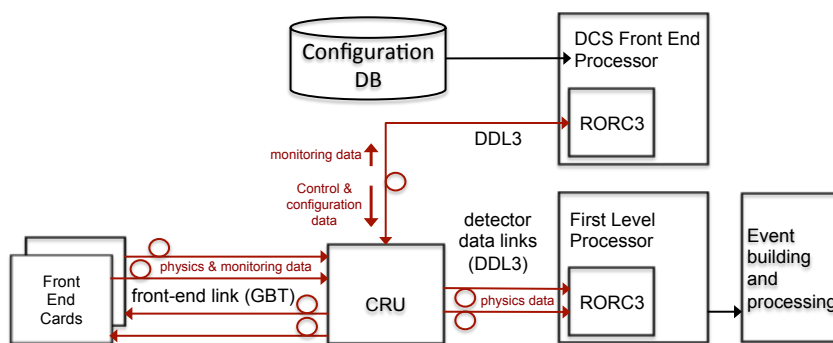 Configuration
DB
DCS Front End
Processor
RORC3
DDL3
monitoring data
Control &
configuration
data
detector
data links
(DDL3)
First Level
Processor
RORC3
Event
building
and
processing
physics & monitoring data
front-end link (GBT)
Front
End
Cards
CRU
physics data